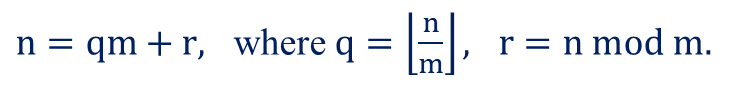 n = qm + r, where q = ⌊n/m⌋, r = n mod m.